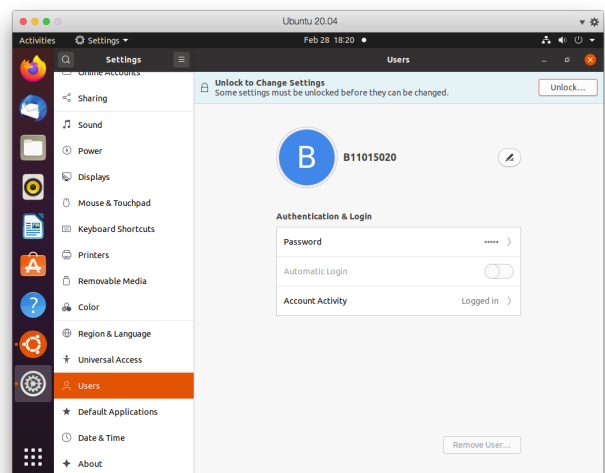 Ubuntu 20.04
Activities
Settings
Feb 28 18:20
Settings
Users
Online Accounts
Sharing
Sound
Power
Displays
Mouse & Touchpad
Keyboard Shortcuts
Printers
Removable Media
Color
Region & Language
Universal Access
Users
Default Applications
Date & Time
About
Unlock to Change Settings
Some settings must be unlocked before they can be changed.
Unlock...
B
B11015020
Authentication & Login
Password •••••
Automatic Login
Account Activity Logged in
Remove User...